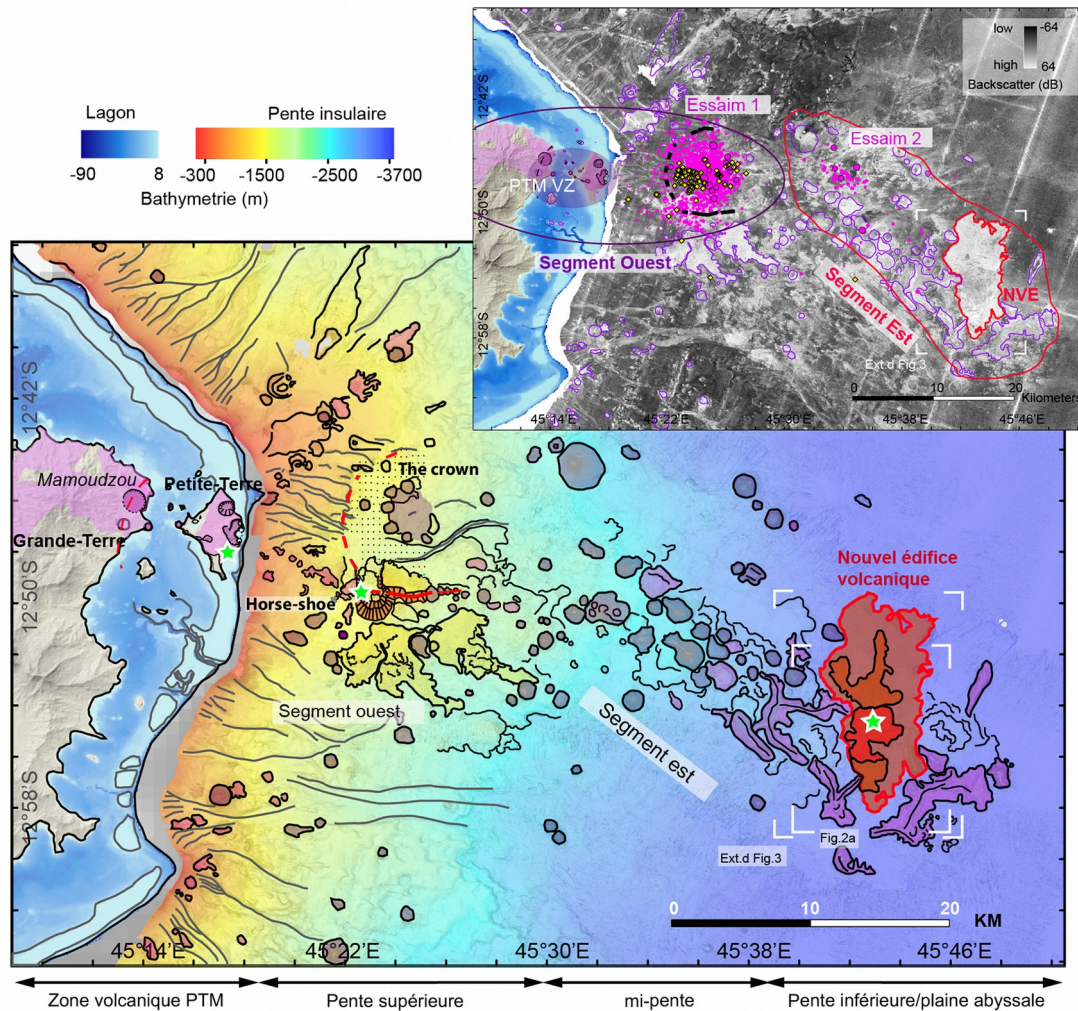 Lagon
Pente insulaire
-90
8
-300
-1500
-2500
-3700
Bathymetrie (m)
low
-64
high
64
Backscatter (dB)
12°42'S
12°50'S
12°58'S
Essaim 1
Essaim 2
PTM VZ
Segment Ouest
Segment Est
NVE
Ext.d Fig.3
0
10
20
Kilometers
45°14'E
45°22'E
45°30'E
45°38'E
45°46'E
12°42'S
12°50'S
12°58'S
The crown
Mamoudzou
Petite-Terre
Grande-Terre
Horse-shoe
Nouvel édifice
volcanique
Segment ouest
Segment est
Fig.2a
Ext.d Fig.3
0
10
20
KM
45°14'E
45°22'E
45°30'E
45°38'E
45°46'E
Zone volcanique PTM
Pente supérieure
mi-pente
Pente inférieure/plaine abyssale